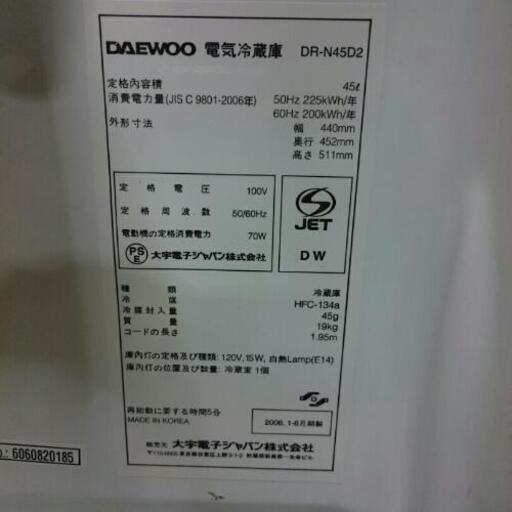 DAEWOO 電気冷蔵庫 DR-N45D2
定格内容積 45ℓ
消費電力量(JIS C 9801-2006年) 50Hz 225kWh/年
60Hz 200kWh/年
外形寸法 幅 440mm
奥行 452mm
高さ 511mm
定格電圧 100V
定格周波数 50/60Hz
電動機の定格消費電力 70W
PSE 大宇電子ジャパン株式会社
S JET
DW
種類 冷蔵庫
冷媒 HFC-134a
冷媒封入量 45g
質量 19kg
コードの長さ 1.95m
庫内灯の定格及び種類: 120V, 15W, 白熱Lamp(E14)
庫内灯の位置及び数量: 冷蔵室 1個
再始動に要する時間5分
MADE IN KOREA
2006. 1-6月期製
販売元 大宇電子ジャパン株式会社
o.: 6060820185